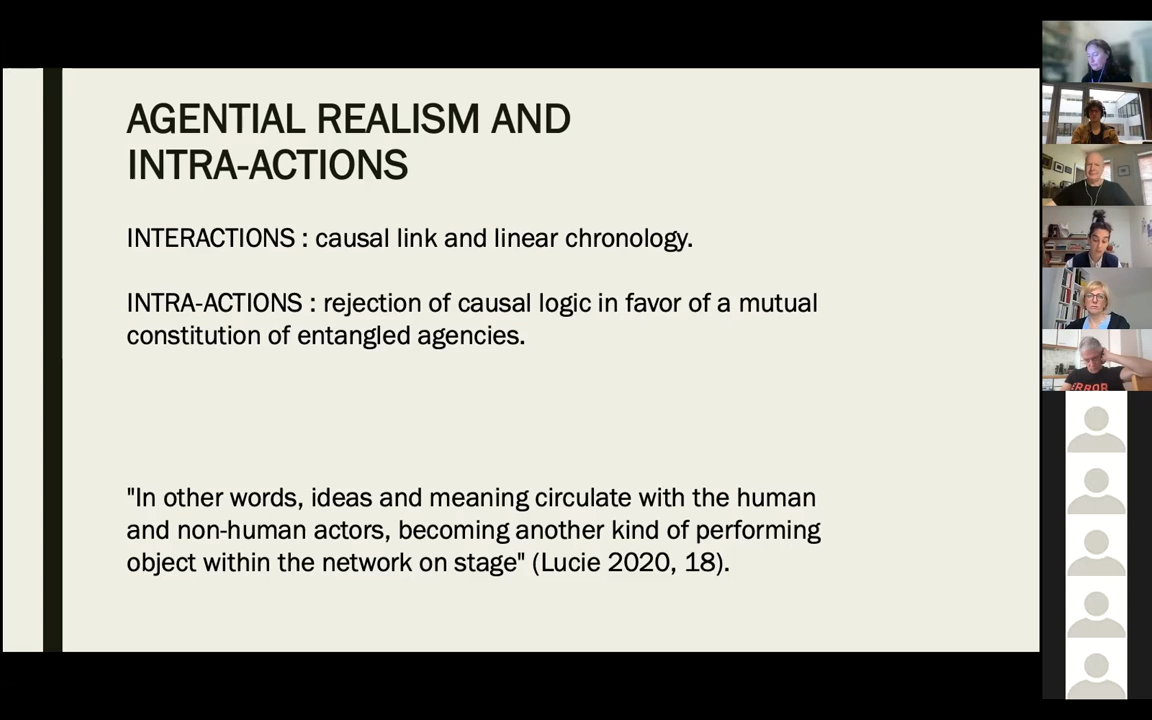 AGENTIAL REALISM AND
INTRA-ACTIONS
INTERACTIONS : causal link and linear chronology.
INTRA-ACTIONS : rejection of causal logic in favor of a mutual
constitution of entangled agencies.
"In other words, ideas and meaning circulate with the human
and non-human actors, becoming another kind of performing
object within the network on stage" (Lucie 2020, 18).
ERROR